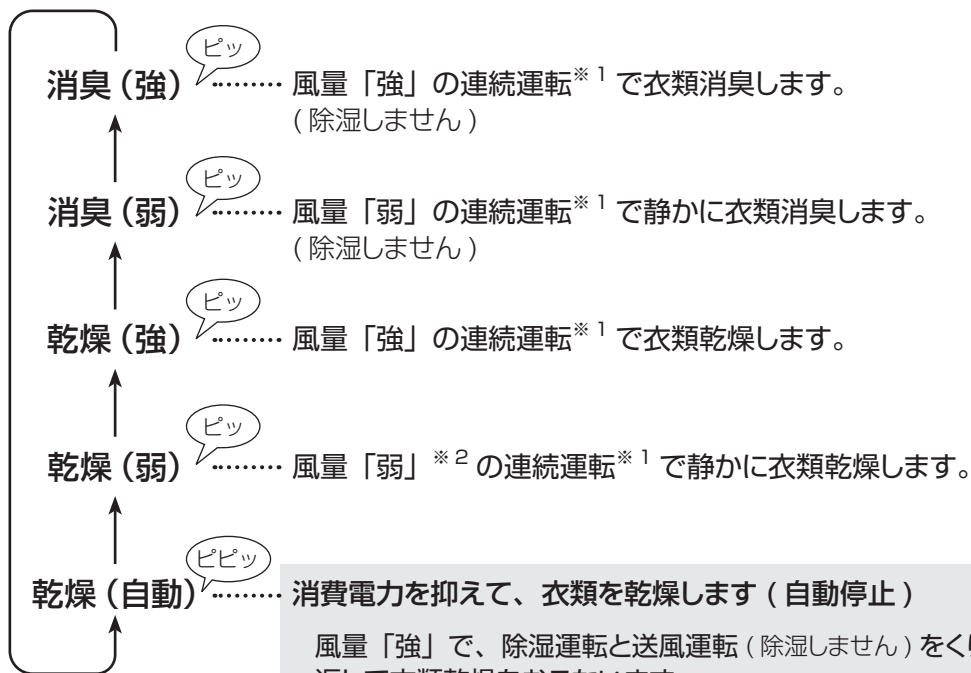 ピッ
消臭（強）……… 風量「強」の連続運転※1で衣類消臭します。
(除湿しません)
ピッ
消臭（弱）……… 風量「弱」の連続運転※1で静かに衣類消臭します。
(除湿しません)
ピッ
乾燥（強）……… 風量「強」の連続運転※1で衣類乾燥します。
ピッ
乾燥（弱）……… 風量「弱」※2の連続運転※1で静かに衣類乾燥します。
ピピッ
乾燥（自動）……… 消費電力を抑えて、衣類を乾燥します(自動停止)
風量「強」で、除湿運転と送風運転(除湿しません)をく